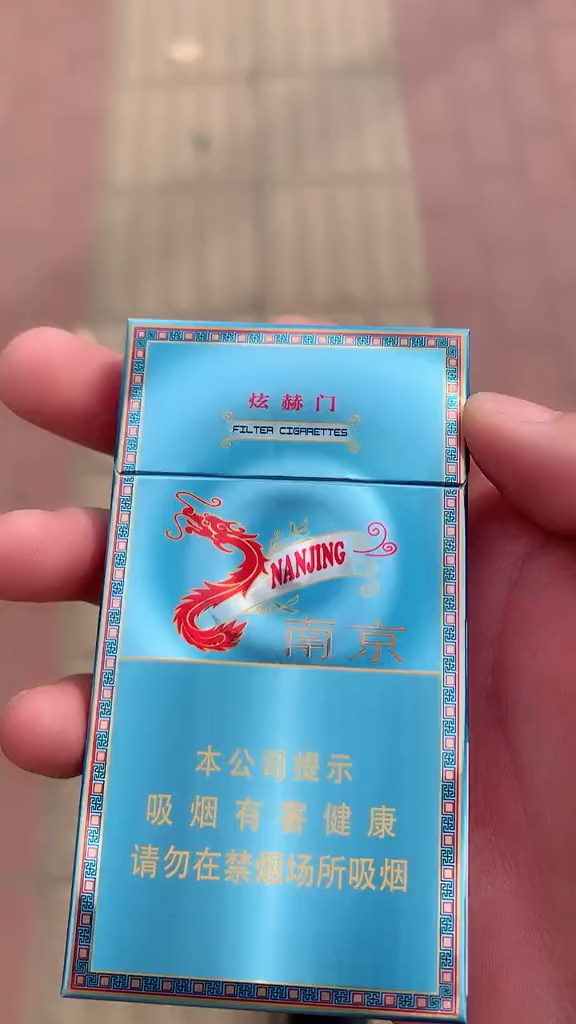 炫赫门
FILTER CIGARETTES
NANJING
南京
本公司提示
吸烟有害健康
请勿在禁烟场所吸烟